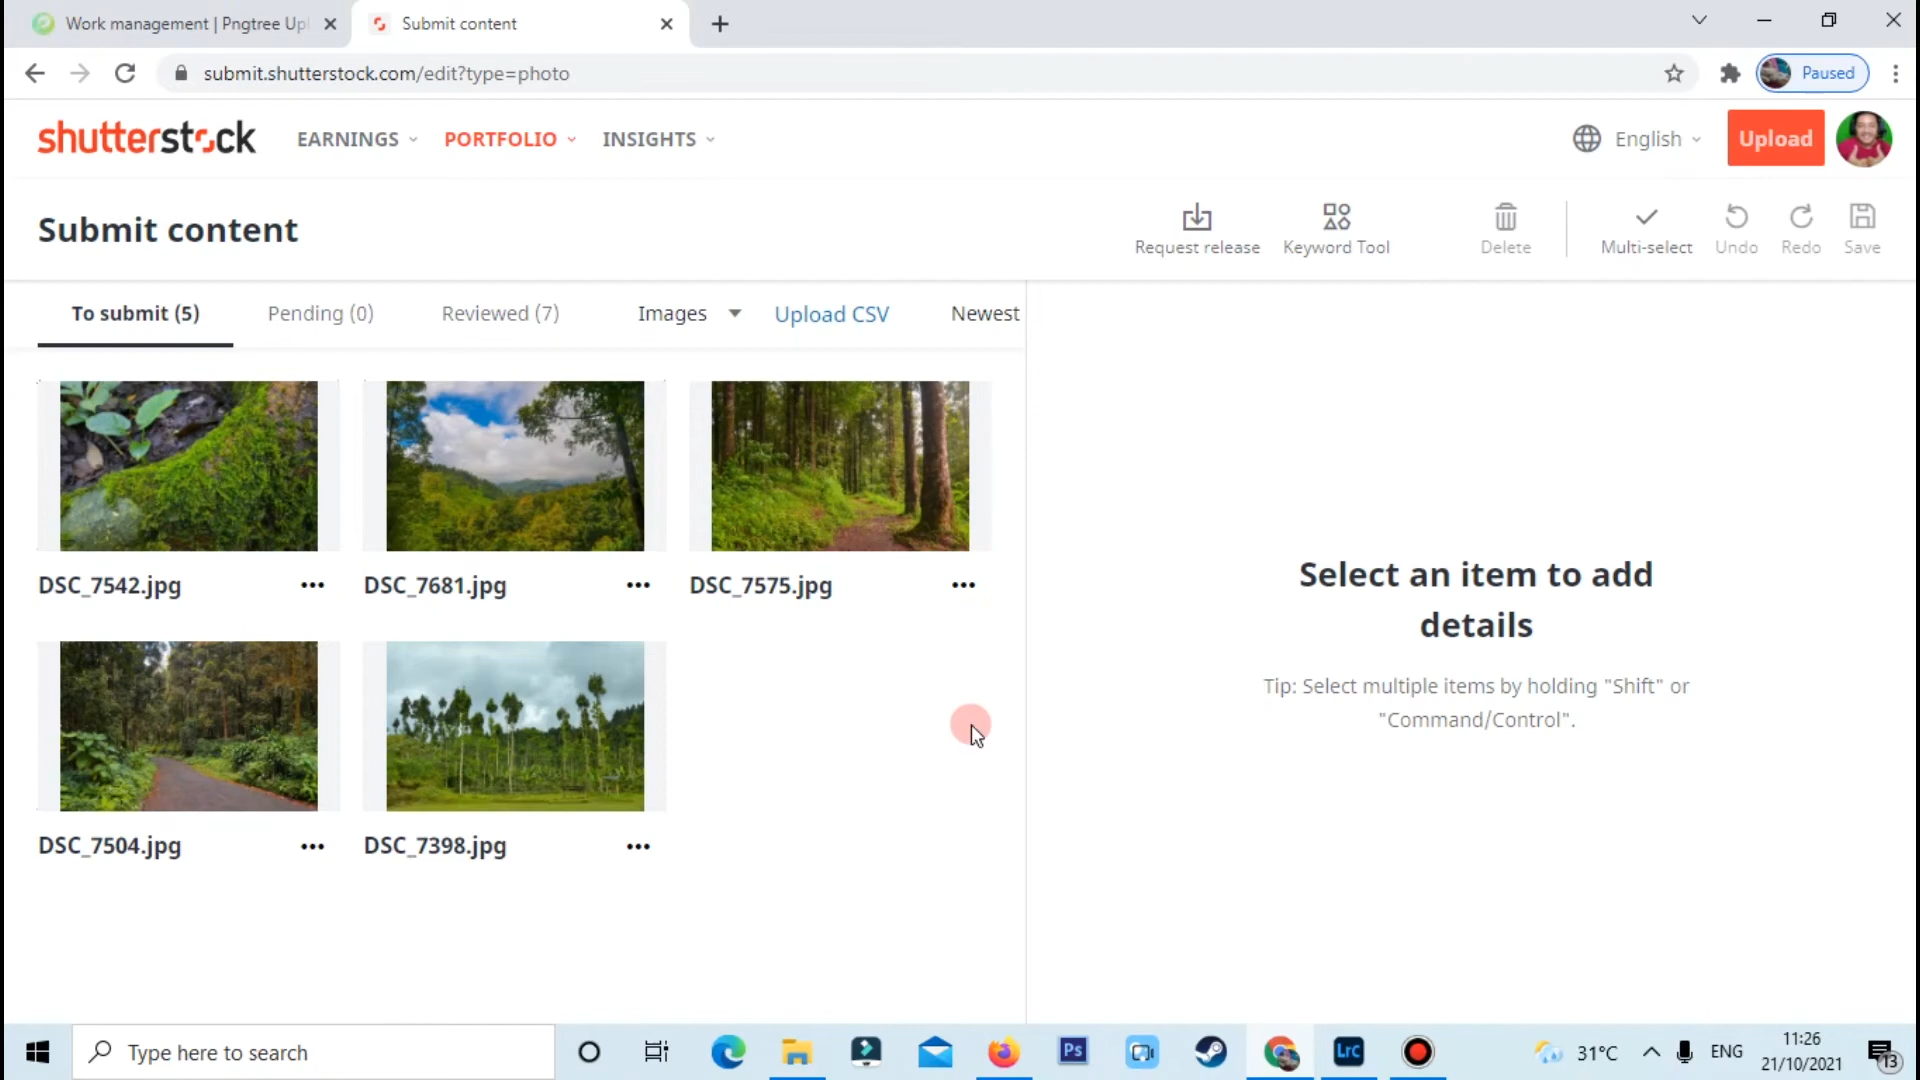 Work management | Pngtree Upl
Submit content
submit.shutterstock.com/edit?type=photo
Paused
shutterstock
EARNINGS
PORTFOLIO
INSIGHTS
English
Upload
Submit content
Request release
Keyword Tool
Delete
Multi-select
Undo
Redo
Save
To submit (5)
Pending (0)
Reviewed (7)
Images
Upload CSV
Newest
DSC_7542.jpg
DSC_7681.jpg
DSC_7575.jpg
Select an item to add
details
Tip: Select multiple items by holding "Shift" or
"Command/Control".
DSC_7504.jpg
DSC_7398.jpg
Type here to search
Ps
LrC
31°C
ENG
11:26
21/10/2021
13